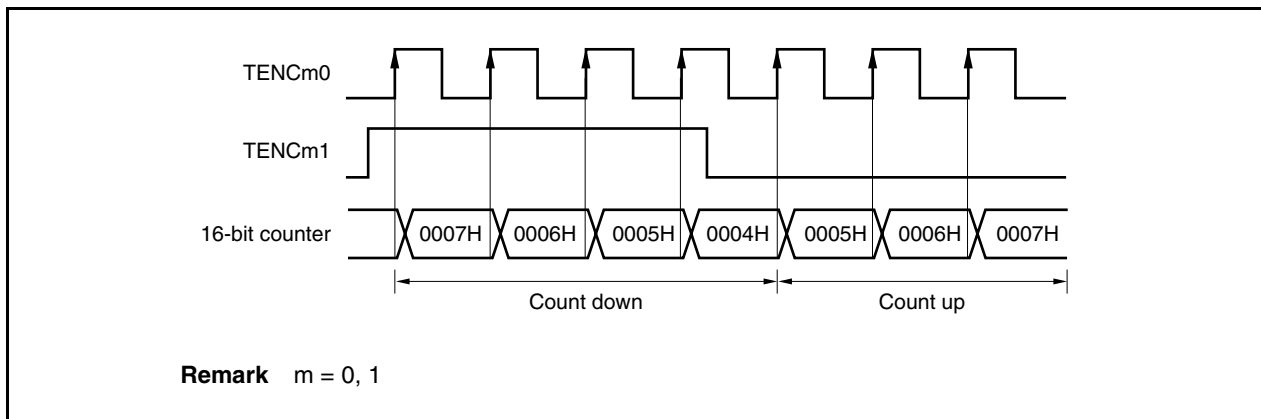 TENCm0
TENCm1
16-bit counter 0007H 0006H 0005H 0004H 0005H 0006H 0007H
Count down Count up
Remark m = 0, 1